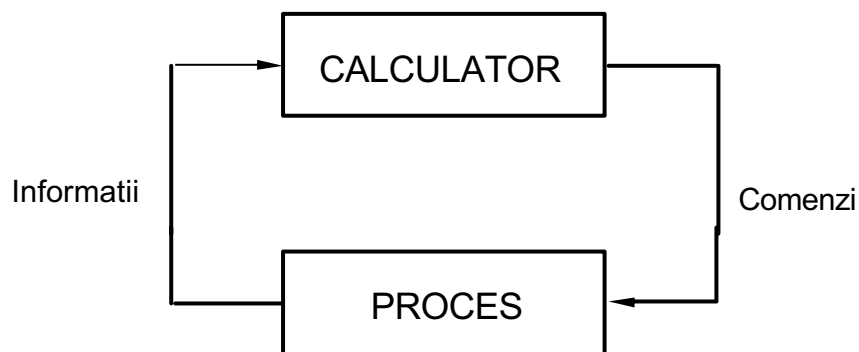 CALCULATOR
Informatii
Comenzi
PROCES